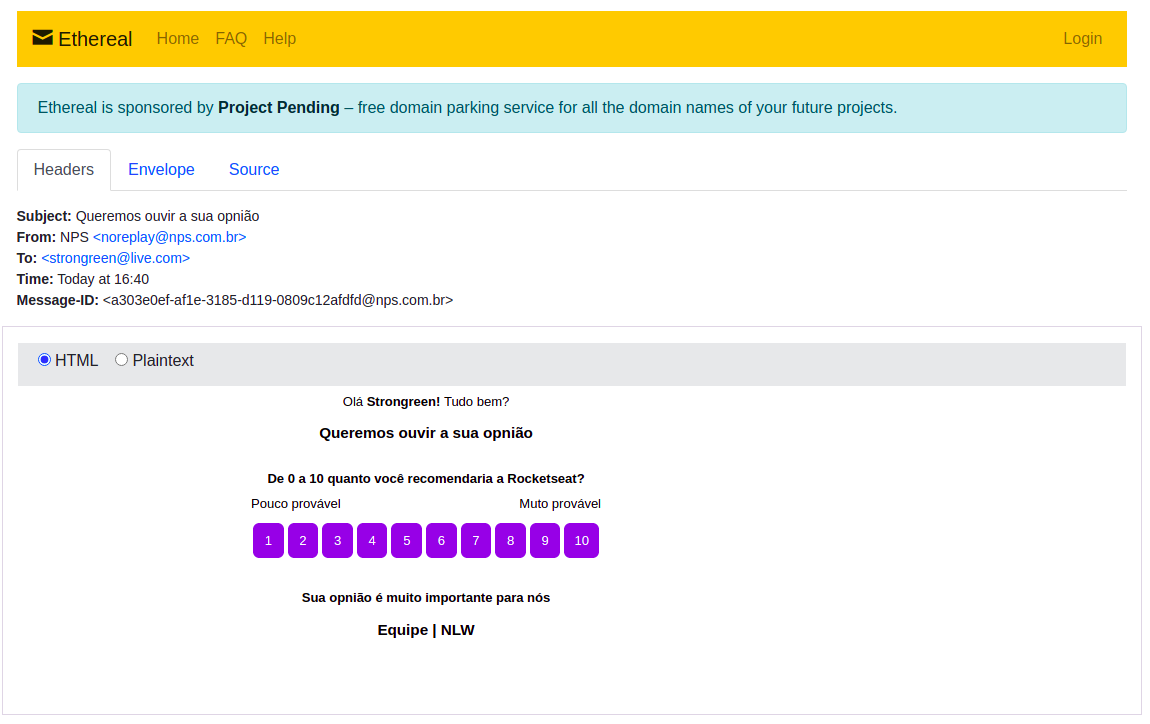 Ethereal Home FAQ Help Login
Ethereal is sponsored by Project Pending – free domain parking service for all the domain names of your future projects.
Headers Envelope Source
Subject: Queremos ouvir a sua opnião
From: NPS <noreplay@nps.com.br>
To: <strongreen@live.com>
Time: Today at 16:40
Message-ID: <a303e0ef-af1e-3185-d119-0809c12afdfd@nps.com.br>
HTML Plaintext
Olá Strongreen! Tudo bem?
Queremos ouvir a sua opnião
De 0 a 10 quanto você recomendaria a Rocketseat?
Pouco provável Muto provável
1 2 3 4 5 6 7 8 9 10
Sua opnião é muito importante para nós
Equipe | NLW